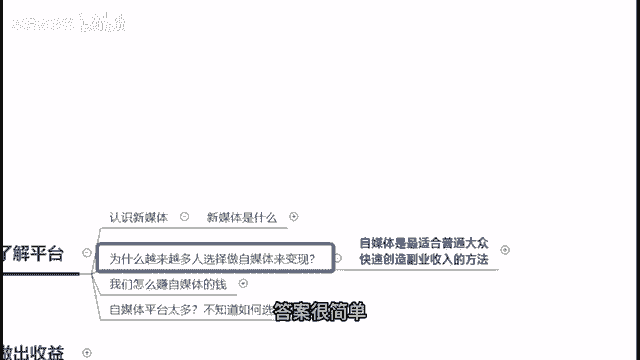 认识新媒体
新媒体是什么
自媒体是最适合普通大众
快速创造副业收入的方法
了解平台
为什么越来越多人选择做自媒体来变现?
我们怎么赚自媒体的钱
自媒体平台太多?不知道如何选
答案很简单
做出收益